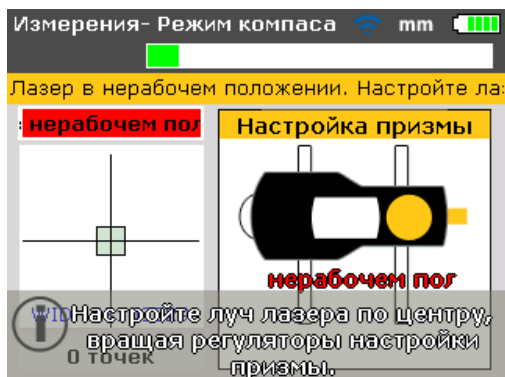 Измерения- Режим компаса mm
Лазер в нерабочем положении. Настройте ла
нерабочем пол
Настройка призмы
нерабочем пол
Настройте луч лазера по центру,
вращая регуляторы настройки
призмы.
0 точек